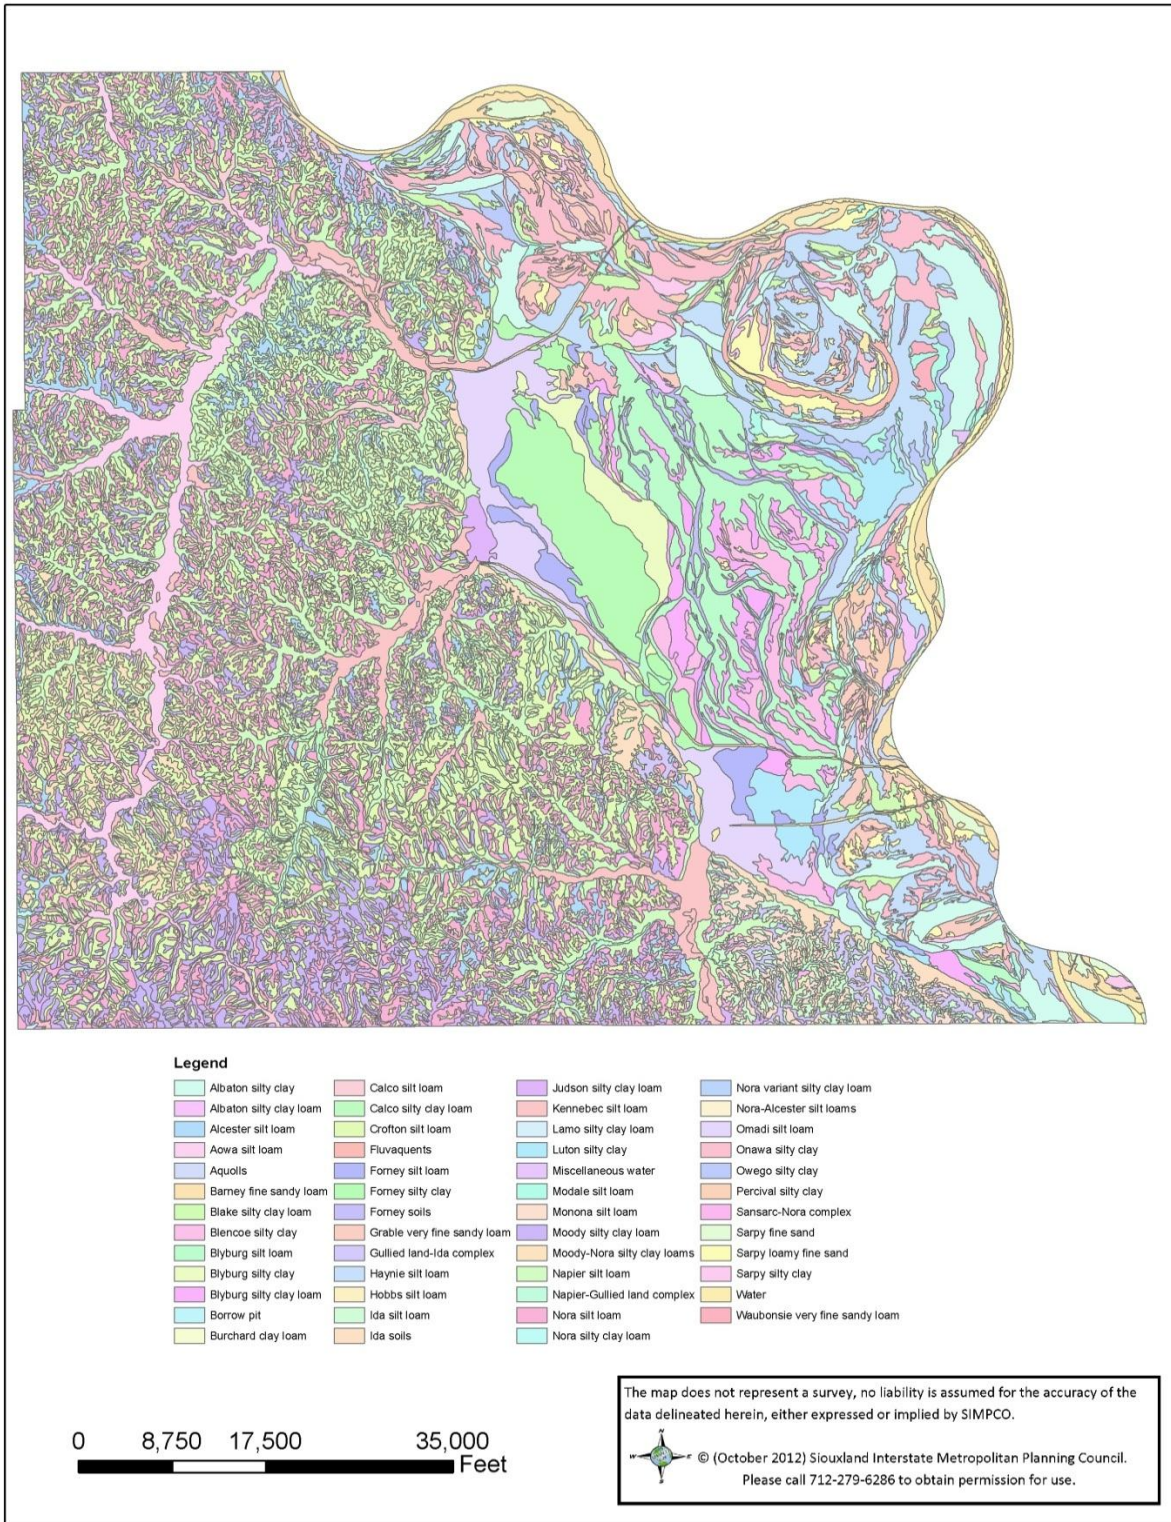 Legend
Albaton silty clay
Albaton silty clay loam
Alcester silt loam
Aowa silt loam
Aquolls
Barney fine sandy loam
Blake silty clay loam
Blencoe silty clay
Blyburg silt loam
Blyburg silty clay
Blyburg silty clay loam
Borrow pit
Burchard clay loam
Calco silt loam
Calco silty clay loam
Crofton silt loam
Fluvaquents
Forney silt loam
Forney silty clay
Forney soils
Grable very fine sandy loam
Gullied land-Ida complex
Haynie silt loam
Hobbs silt loam
Ida silt loam
Ida soils
Judson silty clay loam
Kennebec silt loam
Lamo silty clay loam
Luton silty clay
Miscellaneous water
Modale silt loam
Monona silt loam
Moody silty clay loam
Moody-Nora silty clay loams
Napier silt loam
Napier-Gullied land complex
Nora silt loam
Nora silty clay loam
Nora variant silty clay loam
Nora-Alcester silt loams
Omadi silt loam
Onawa silty clay
Owego silty clay
Percival silty clay
Sansarc-Nora complex
Sarpy fine sand
Sarpy loamy fine sand
Sarpy silty clay
Water
Waubonsie very fine sandy loam
0 8,750 17,500 35,000
Feet
The map does not represent a survey, no liability is assumed for the accuracy of the
data delineated herein, either expressed or implied by SIMPCO.
N
W E
S
© (October 2012) Siouxland Interstate Metropolitan Planning Council.
Please call 712-279-6286 to obtain permission for use.